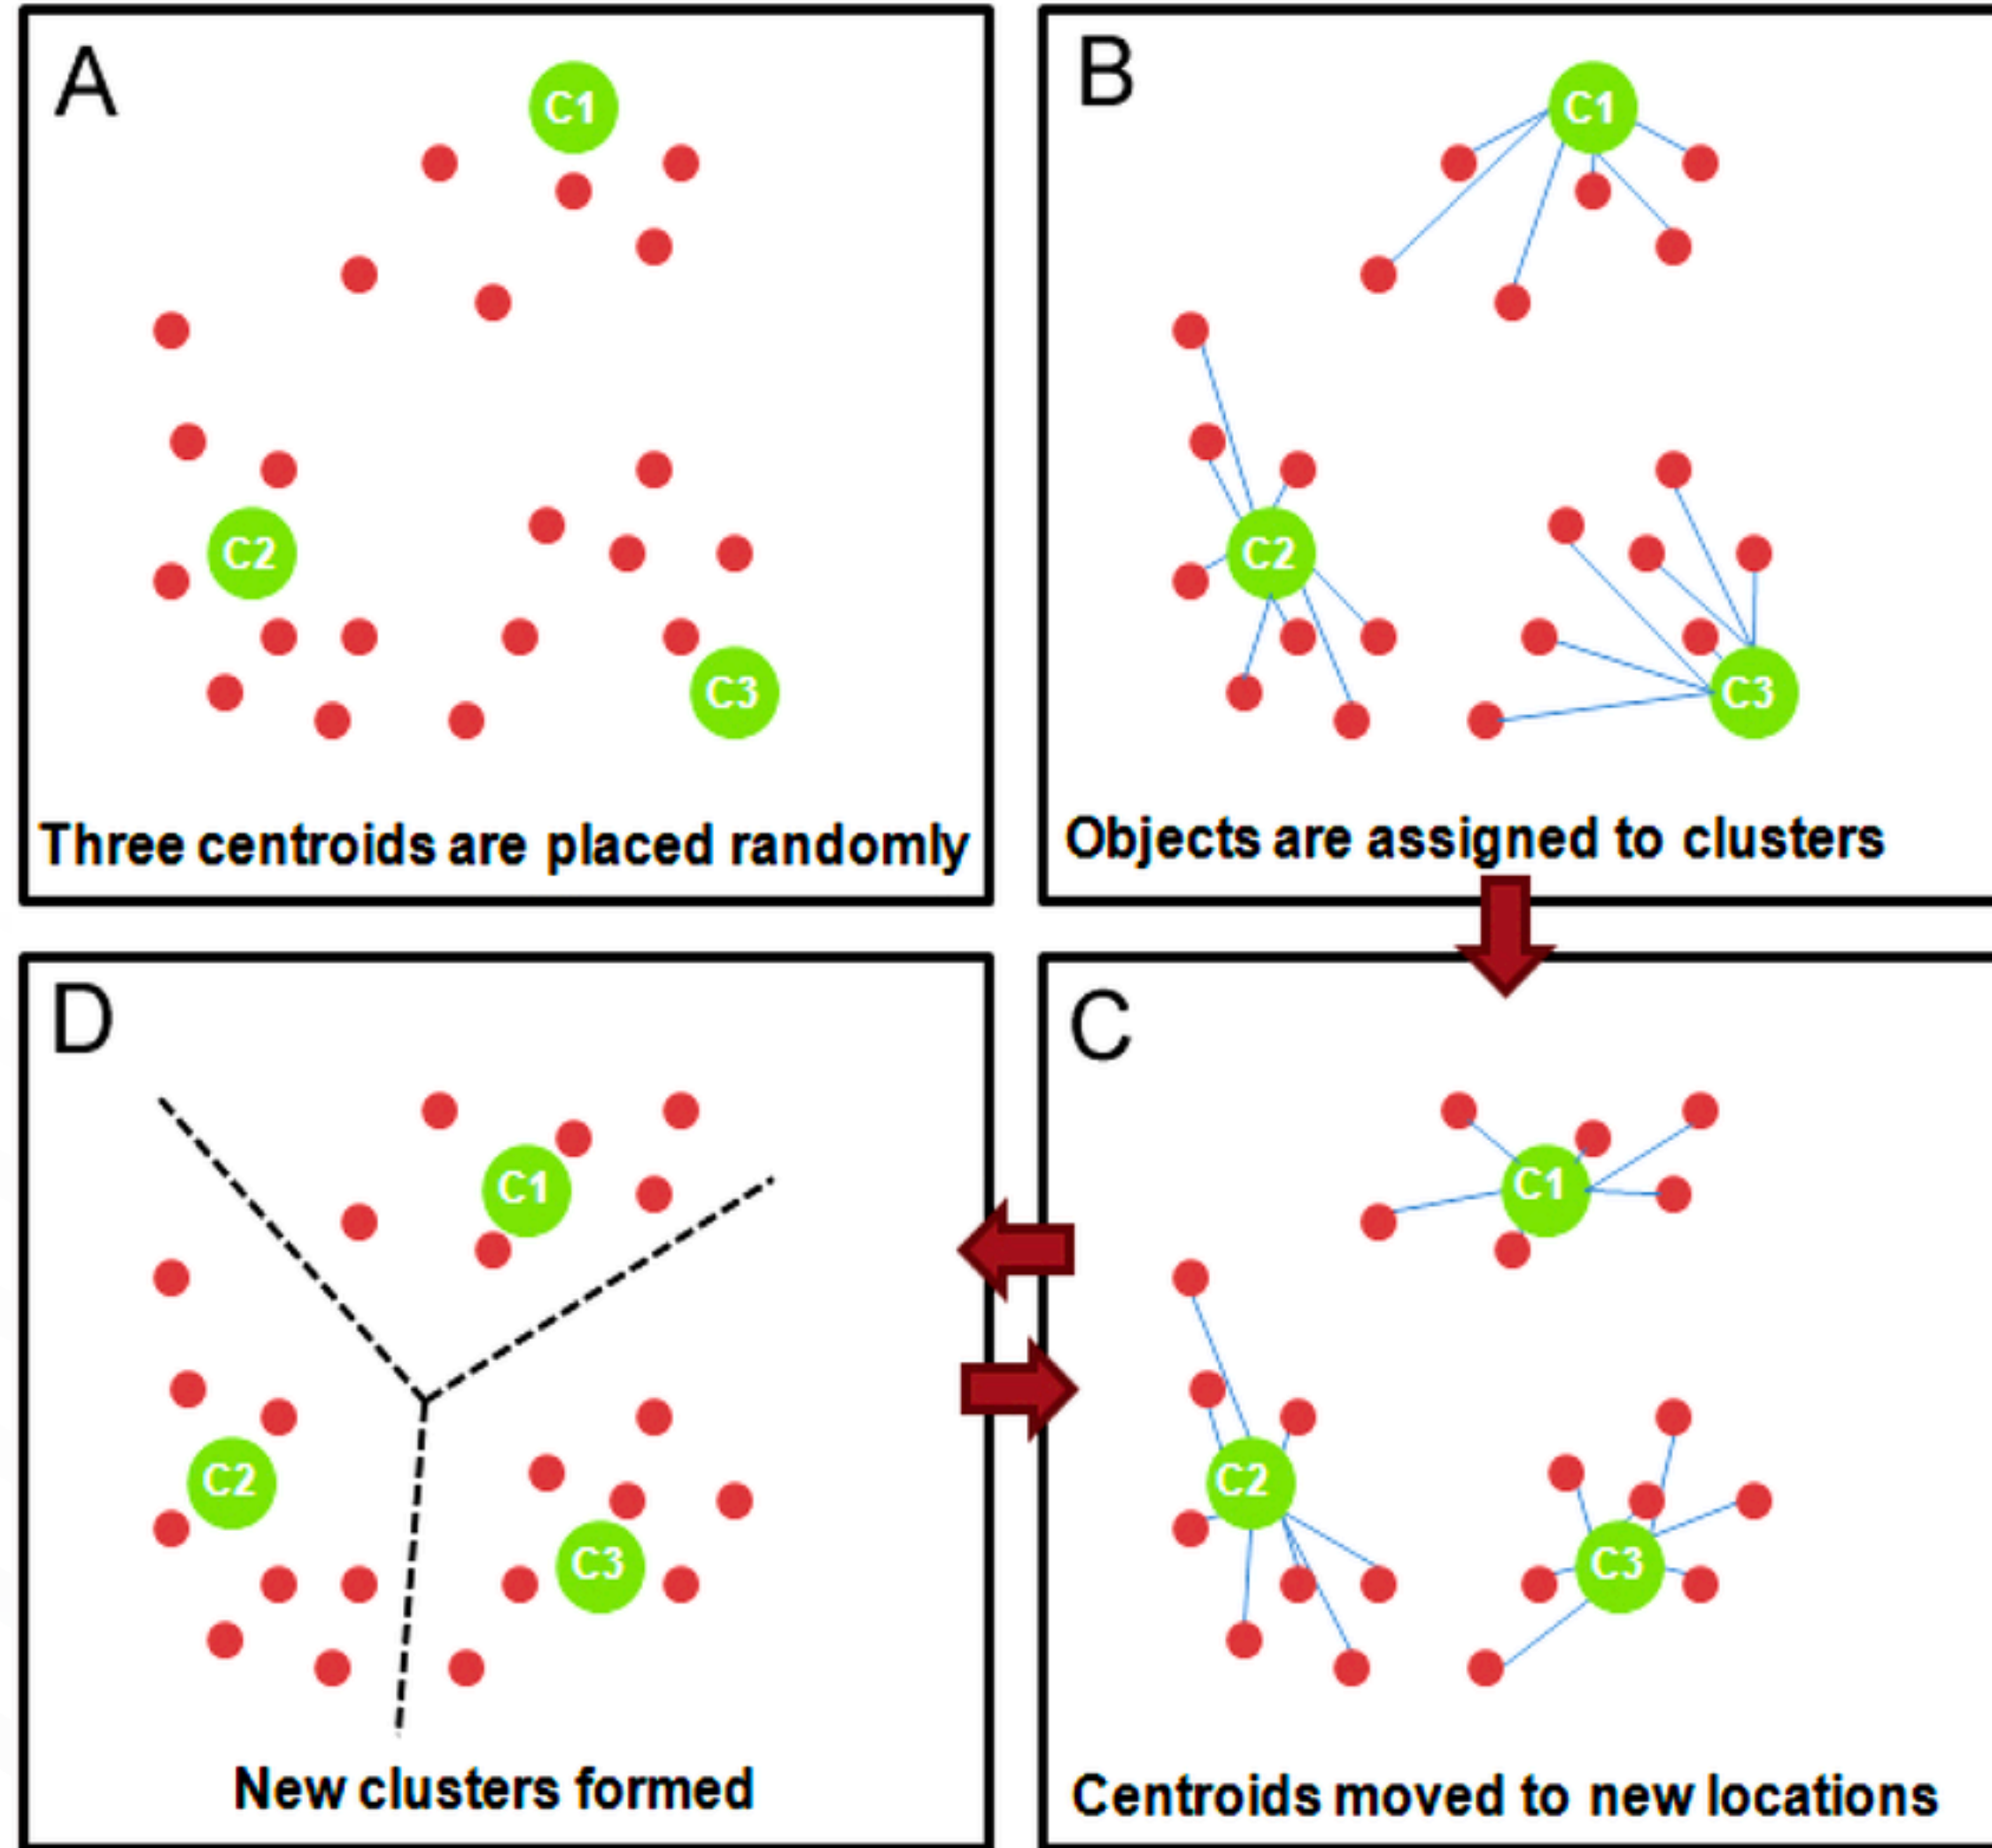 A
C1
C2
C3
Three centroids are placed randomly
B
C1
C2
C3
Objects are assigned to clusters
D
C1
C2
C3
New clusters formed
C
C1
C2
C3
Centroids moved to new locations